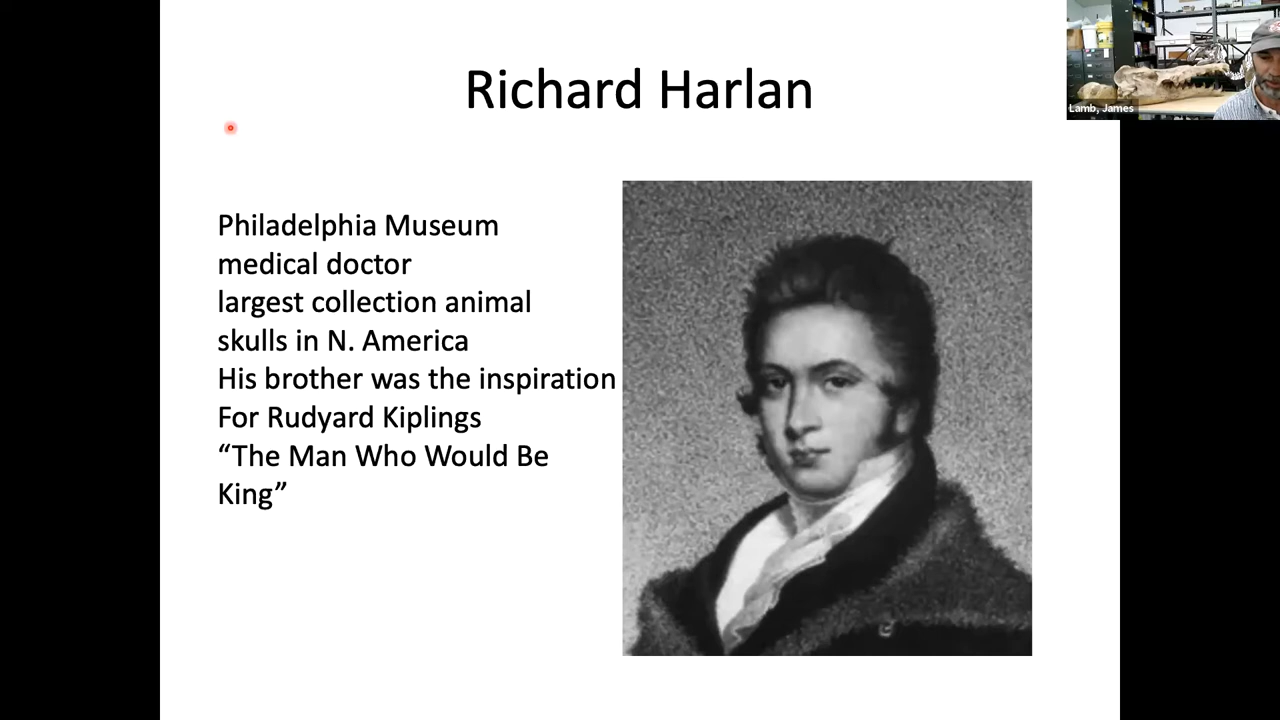 Richard Harlan
Lamb, James
Philadelphia Museum
medical doctor
largest collection animal
skulls in N. America
His brother was the inspiration
For Rudyard Kiplings
“The Man Who Would Be
King”